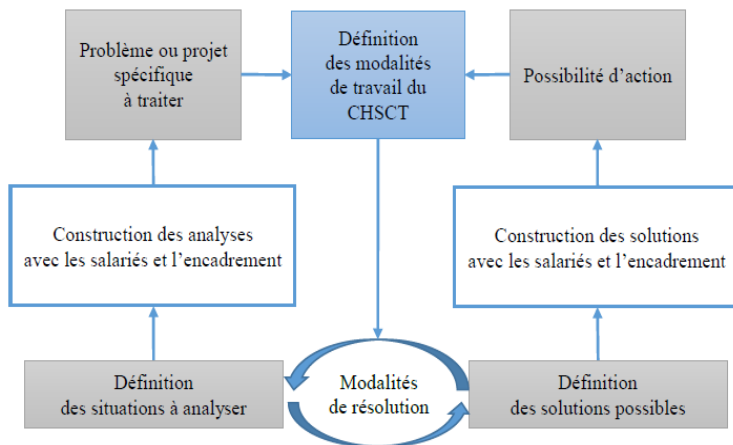 Problème ou projet
spécifique
à traiter
Définition
des modalités
de travail du
CHSCT
Possibilité d’action
Construction des analyses
avec les salariés et l’encadrement
Construction des solutions
avec les salariés et l’encadrement
Définition
des situations à analyser
Modalités
de résolution
Définition
des solutions possibles